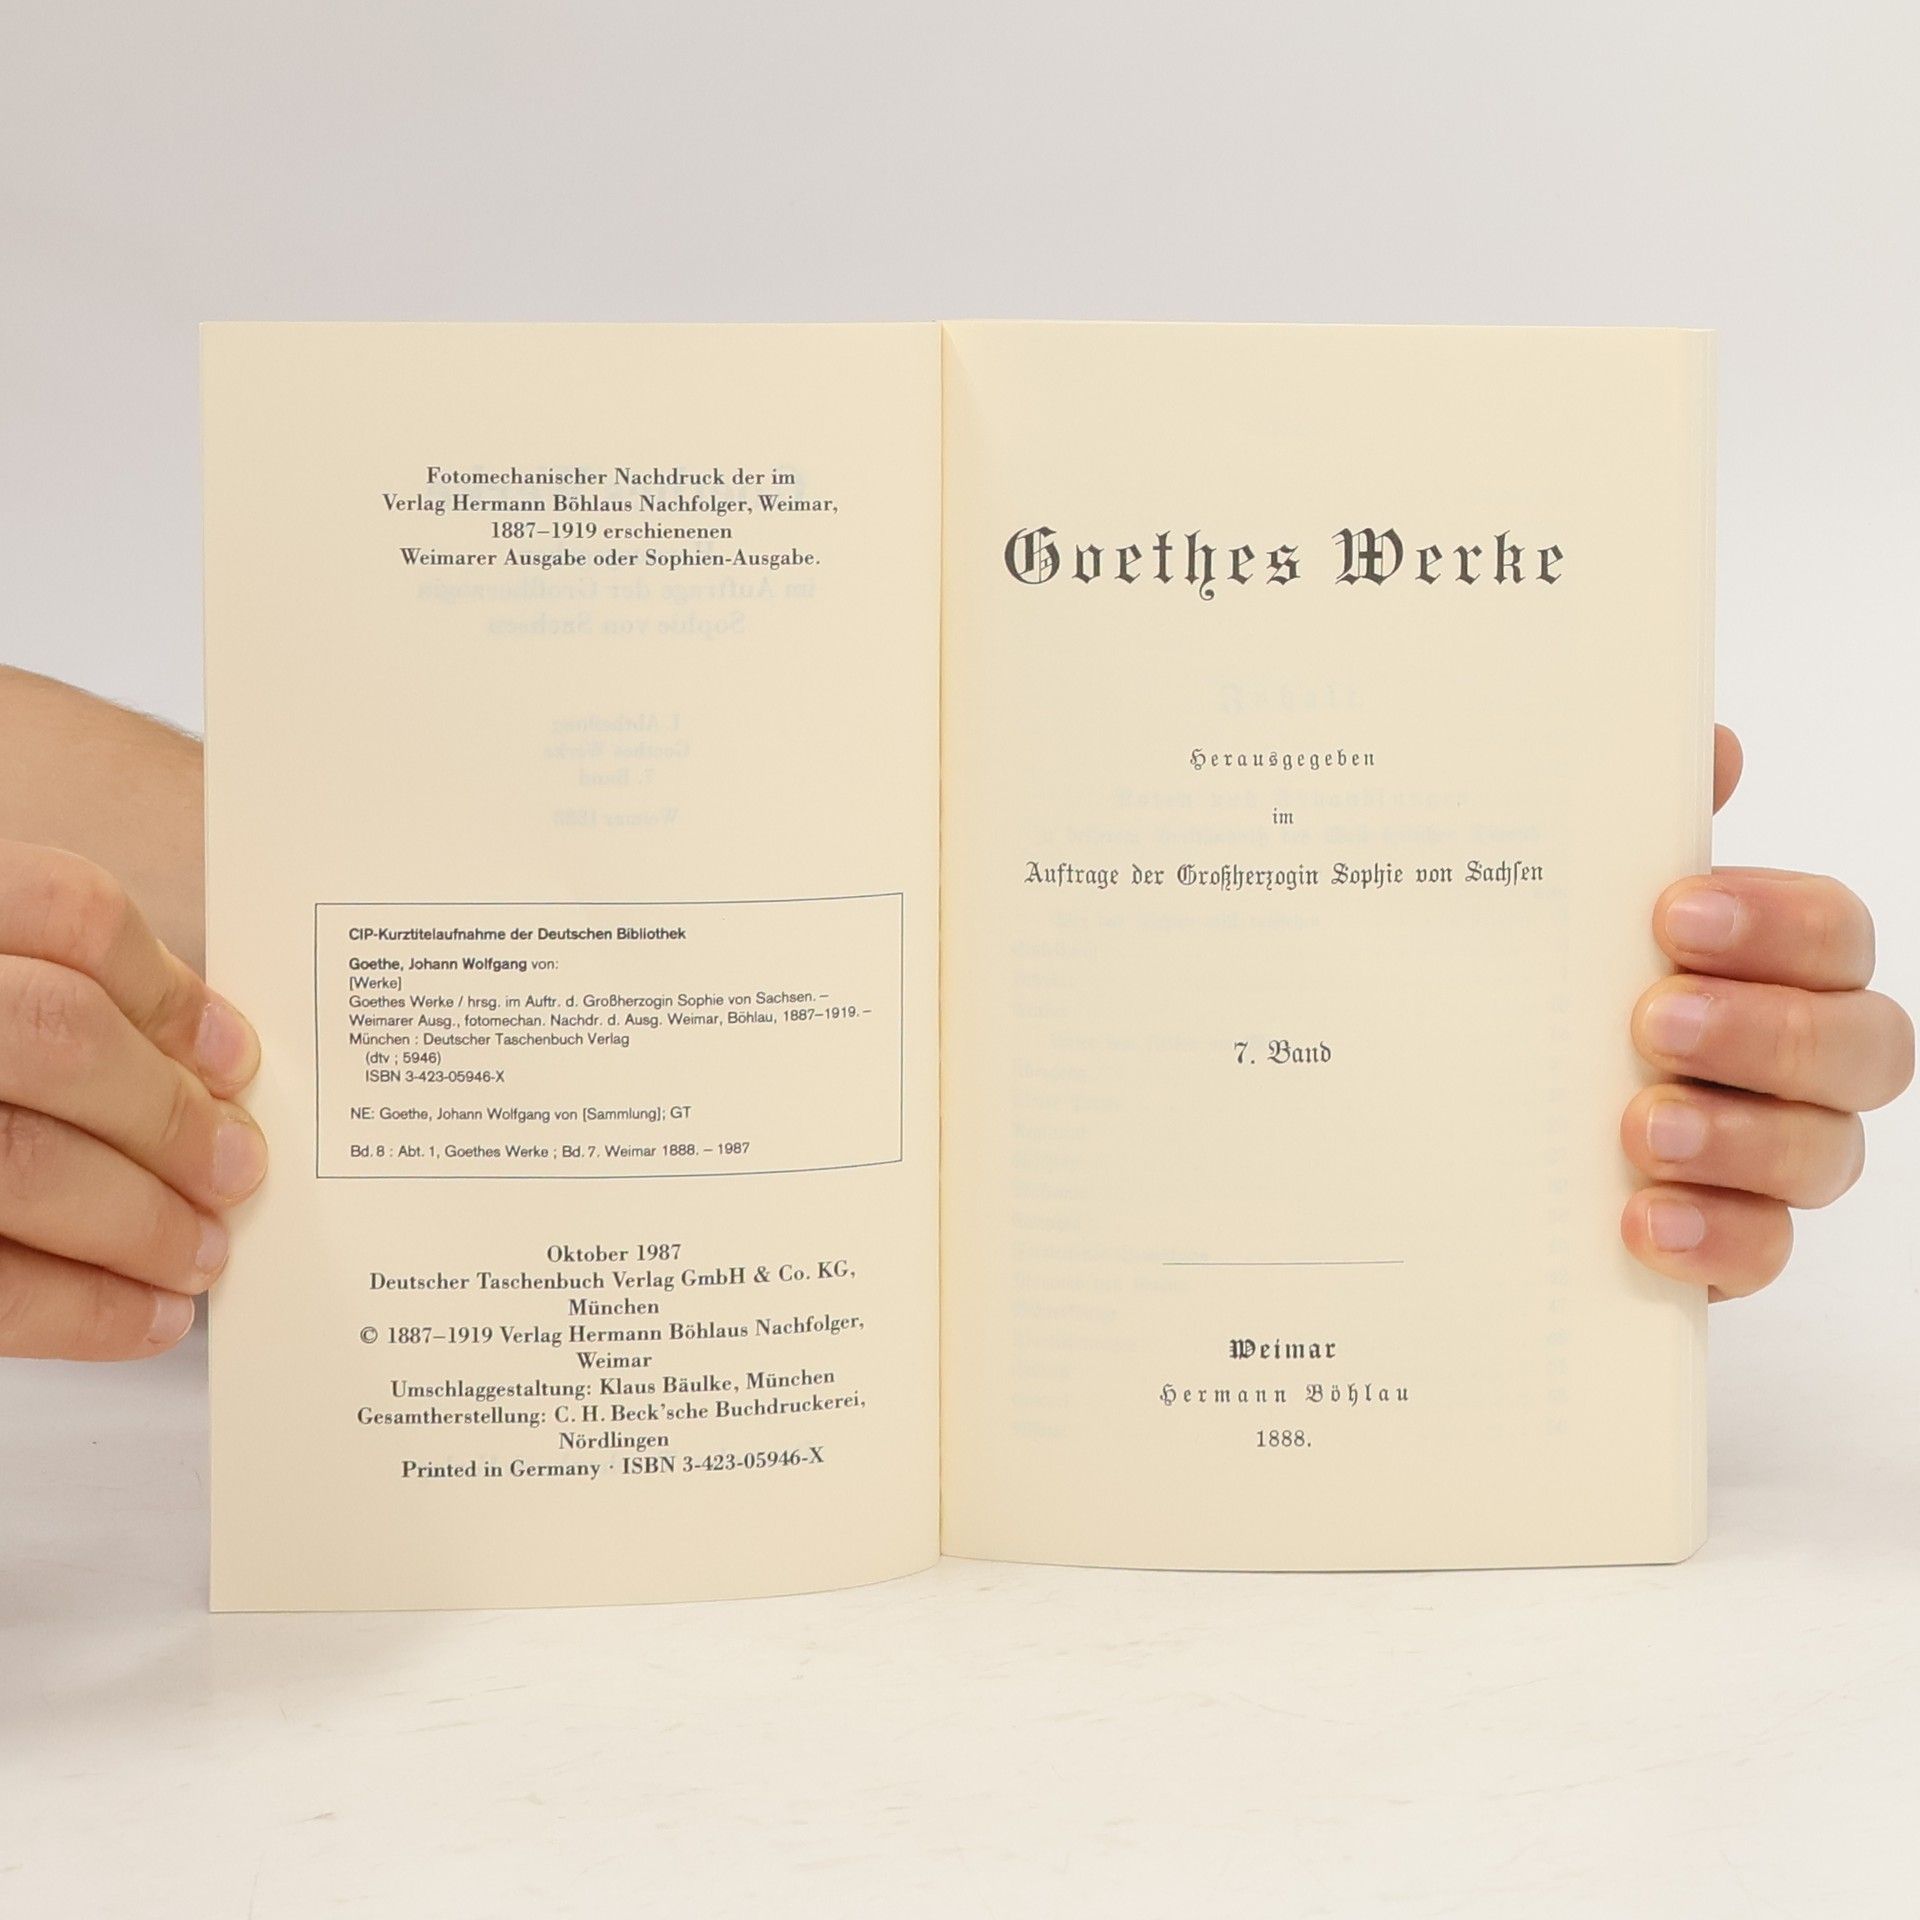 Fotomechanischer Nachdruck der im
Verlag Hermann Böhlaus Nachfolger, Weimar,
1887–1919 erschienenen
Weimarer Ausgabe oder Sophien-Ausgabe.
CIP-Kurztitelaufnahme der Deutschen Bibliothek
Goethe, Johann Wolfgang von:
[Werke]
Goethes Werke / hrsg. im Auftr. d. Großherzogin Sophie von Sachsen. –
Weimarer Ausg., fotomechan. Nachdr. d. Ausg. Weimar, Böhlau, 1887–1919. –
München : Deutscher Taschenbuch Verlag
(dtv ; 5946)
ISBN 3-423-05946-X
NE: Goethe, Johann Wolfgang von [Sammlung]; GT
Bd. 8 : Abt. 1, Goethes Werke ; Bd. 7. Weimar 1888. – 1987
Oktober 1987
Deutscher Taschenbuch Verlag GmbH & Co. KG,
München
© 1887–1919 Verlag Hermann Böhlaus Nachfolger,
Weimar
Umschlaggestaltung: Klaus Bäulke, München
Gesamtherstellung: C. H. Beck'sche Buchdruckerei,
Nördlingen
Printed in Germany · ISBN 3-423-05946-X
Goethes Werke
Herausgegeben
im
Auftrage der Großherzogin Sophie von Sachsen
7. Band
Weimar
Hermann Böhlau
1888.